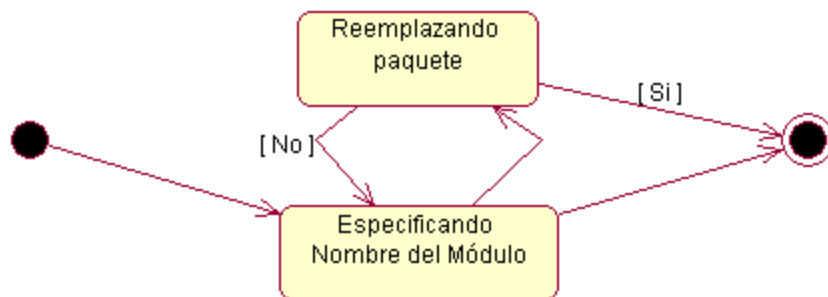 Reemplazando
paquete
[ Si ]
[ No ]
Especificando
Nombre del Módulo